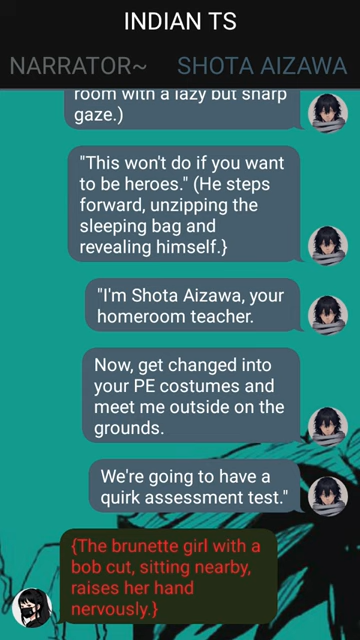 INDIAN TS
NARRATOR~ SHOTA AIZAWA
room with a lazy but sharp
gaze.)
"This won't do if you want
to be heroes." (He steps
forward, unzipping the
sleeping bag and
revealing himself.}
"I'm Shota Aizawa, your
homeroom teacher.
Now, get changed into
your PE costumes and
meet me outside on the
grounds.
We're going to have a
quirk assessment test."
{The brunette girl with a
bob cut, sitting nearby,
raises her hand
nervously.}